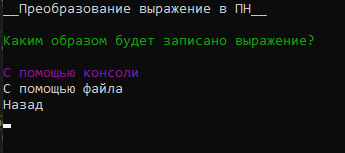 __Преобразование выражение в ПН__
Каким образом будет записано выражение?
С помощью консоли
С помощью файла
Назад